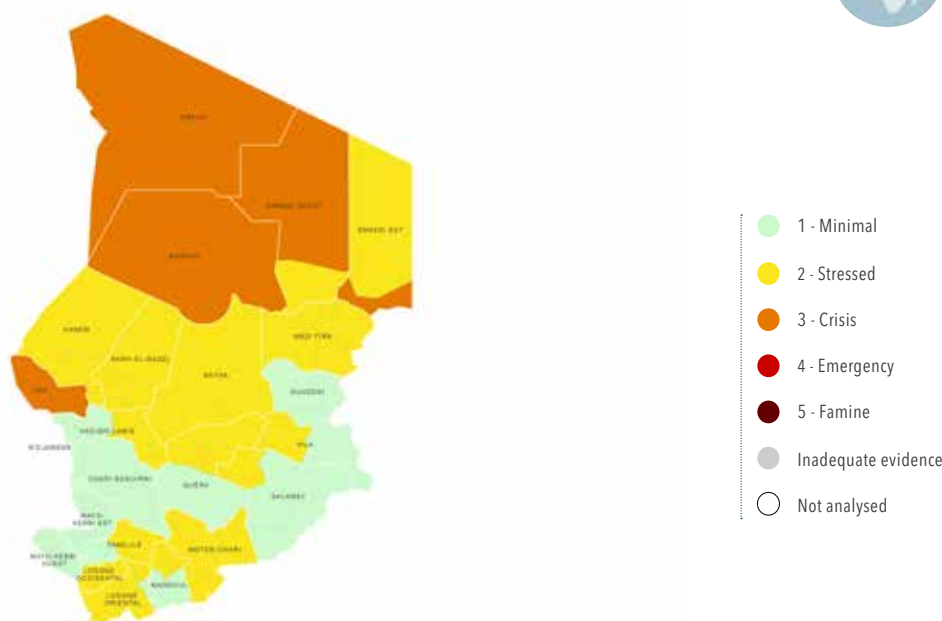 TIBESTI
ENNEDI OUEST
ENNEDI EST
BORKOU
KANEM
BARH-EL-GAZEL
BATHA
WADI FIRA
LAC
OUADDAI
HADJER-LAMIS
N'DJAMENA
SILA
CHARI-BAGUIRMI
GUÉRA
SALAMAT
MAYO-
KEBBI EST
TANDJILÉ
MOYEN-CHARI
MAYO-KEBBI
OUEST
LOGONE
OCCIDENTAL
MANDOUL
LOGONE
ORIENTAL
1 - Minimal
2 - Stressed
3 - Crisis
4 - Emergency
5 - Famine
Inadequate evidence
Not analysed